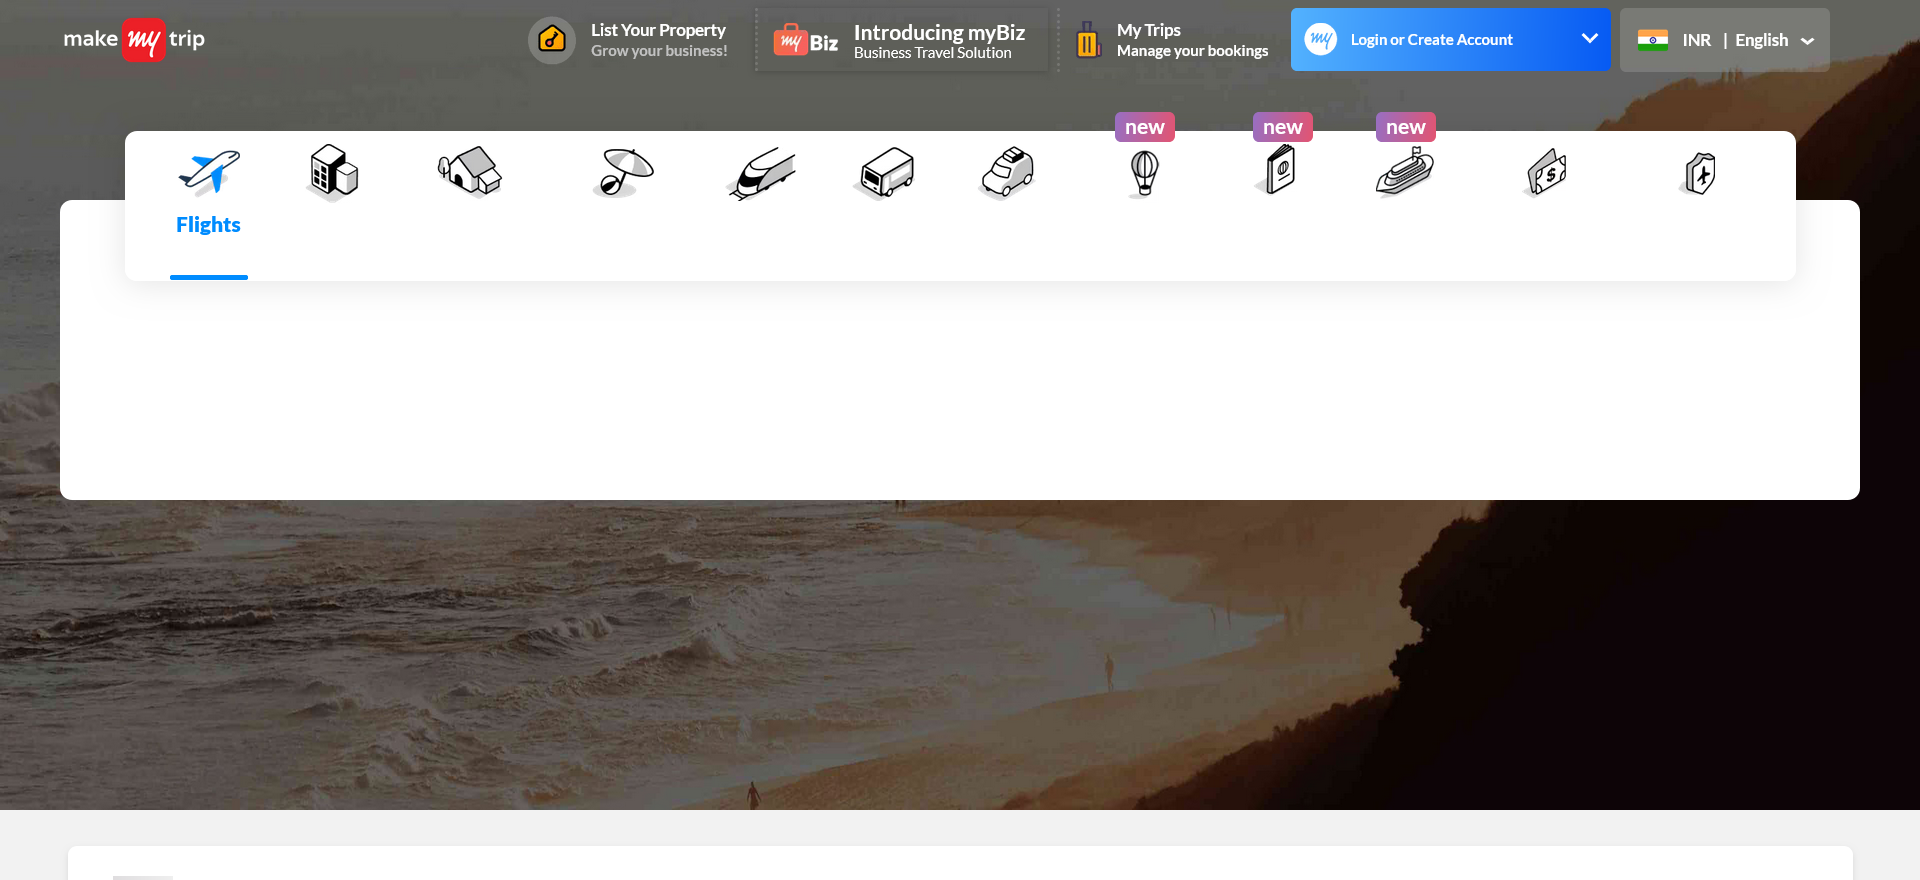 make my trip
List Your Property
Grow your business!
my Biz
Introducing myBiz
Business Travel Solution
My Trips
Manage your bookings
my
Login or Create Account
INR | English
new
new
new
Flights